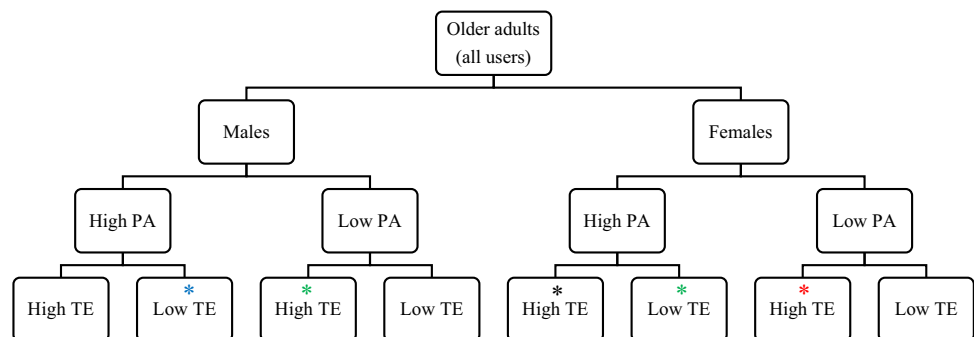 Older adults
(all users)
Males
Females
High PA
Low PA
High PA
Low PA
High TE
* Low TE
* High TE
Low TE
* High TE
* Low TE
* High TE
Low TE